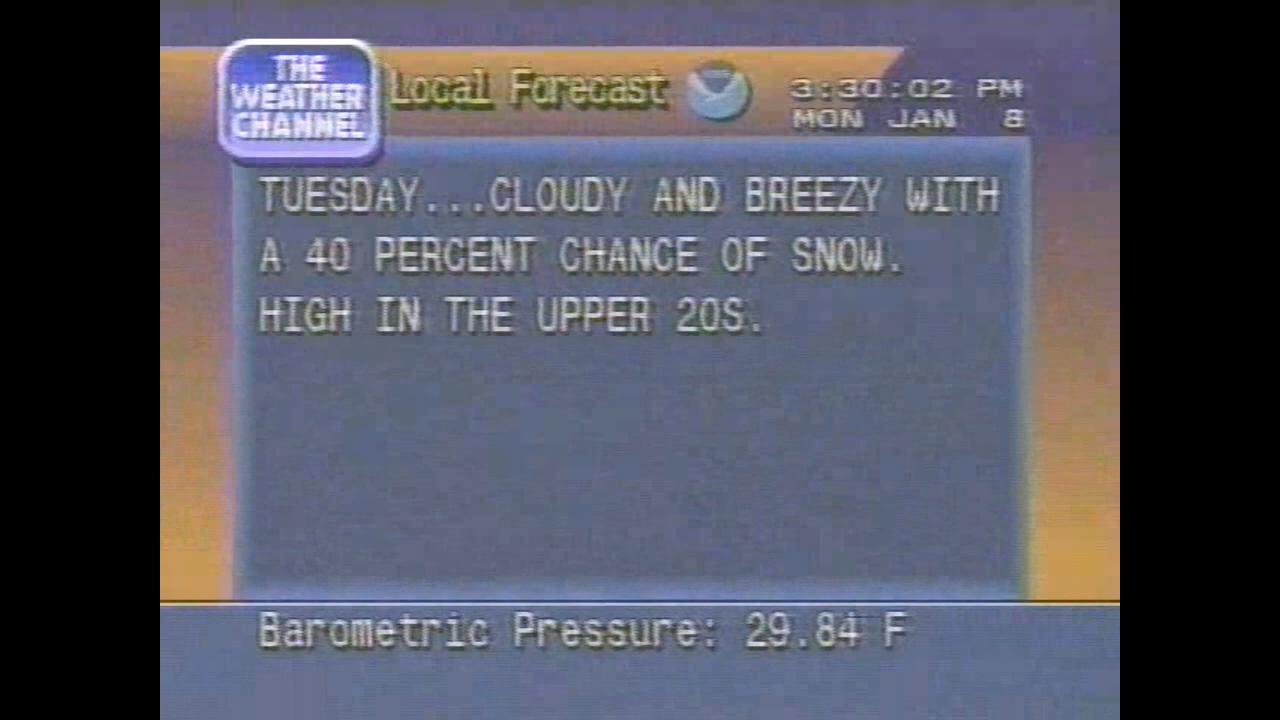 THE
WEATHER
CHANNEL
Local Forecast
3:30:02 PM
MON JAN 8
TUESDAY...CLOUDY AND BREEZY WITH
A 40 PERCENT CHANCE OF SNOW.
HIGH IN THE UPPER 20S.
Barometric Pressure: 29.84 F